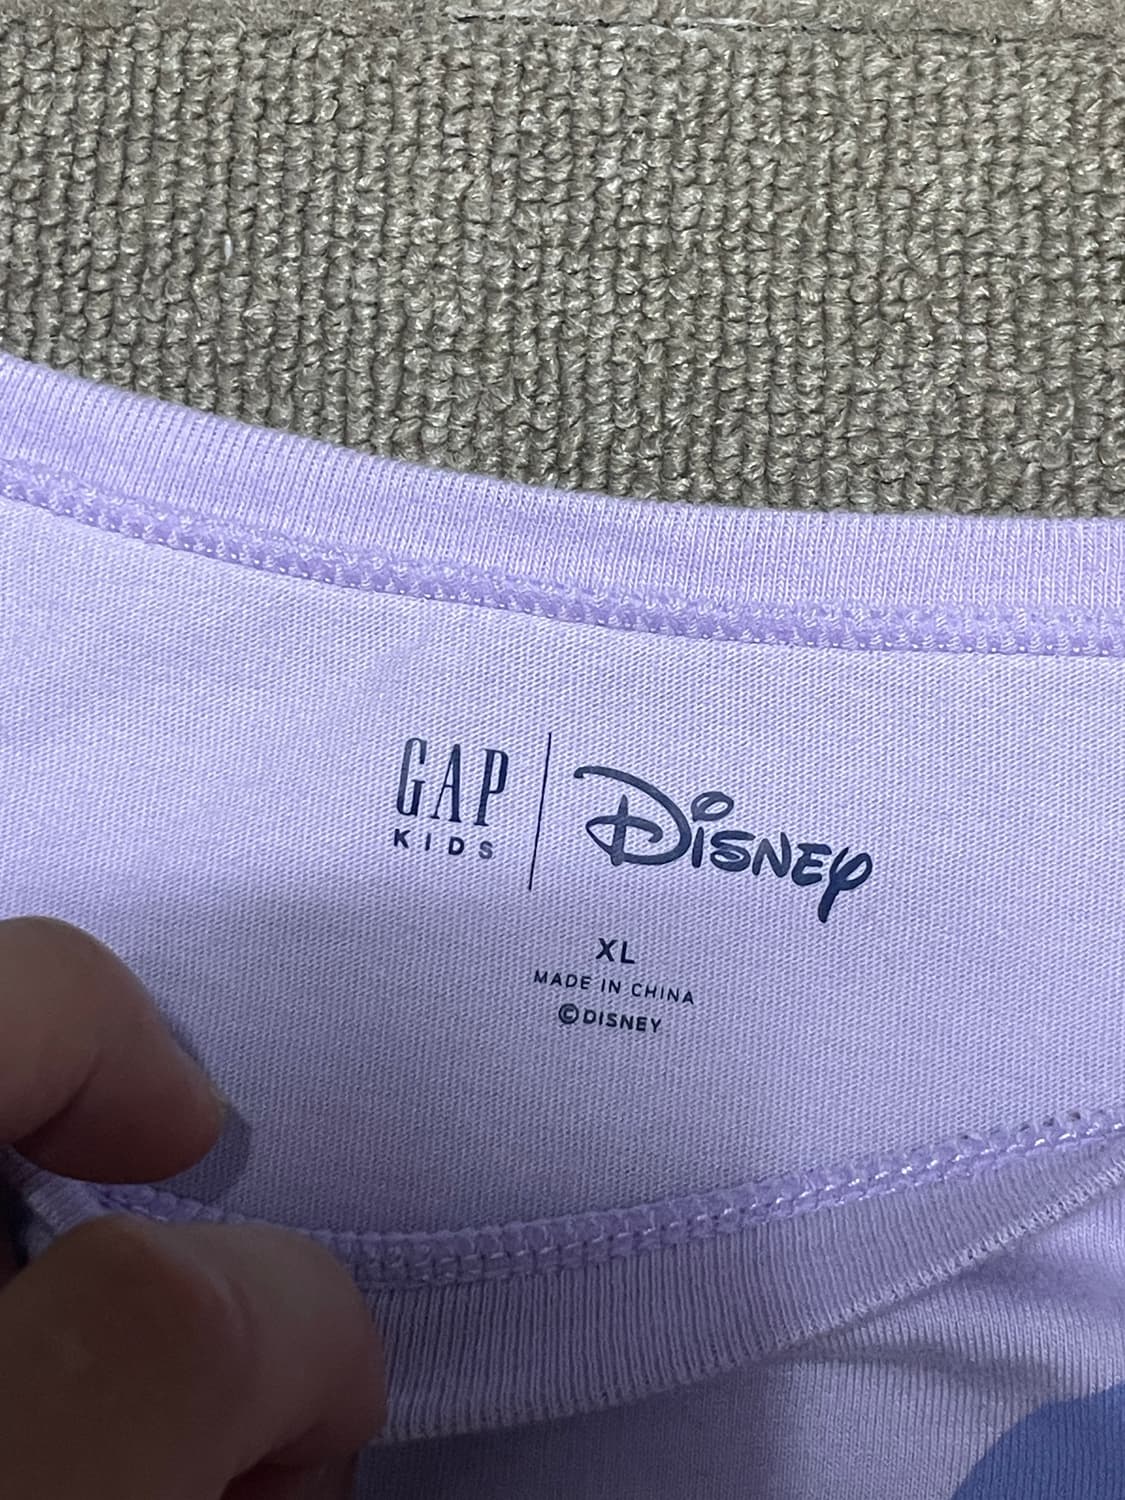 GAP
KIDS
Disney
XL
MADE IN CHINA
©DISNEY